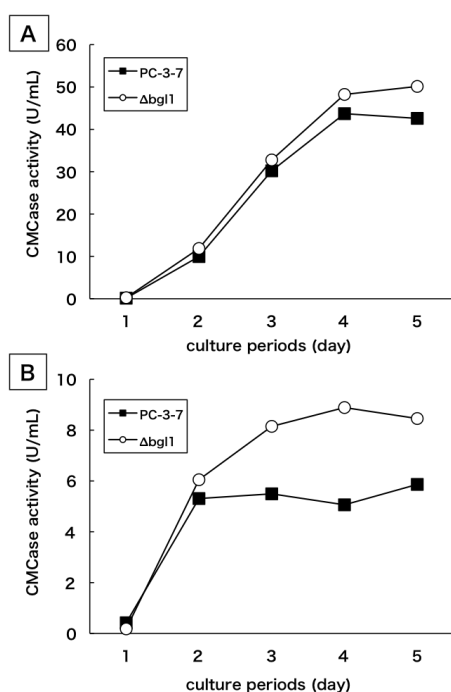 A
CMCase activity (U/mL)
60
50
40
30
20
10
0
PC-3-7
Δbgl1
1 2 3 4 5
culture periods (day)
B
CMCase activity (U/mL)
10
8
6
4
2
0
PC-3-7
Δbgl1
1 2 3 4 5
culture periods (day)